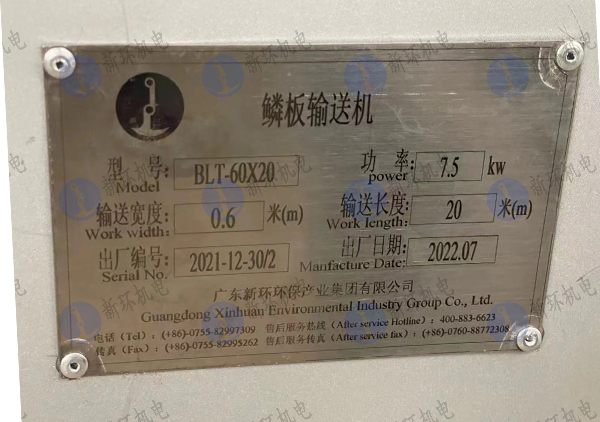 鳞板输送机
型 号: BLT-60X20 功 率: 7.5 kw
Model power
输送宽度: 0.6 米(m) 输送长度: 20 米(m)
Work width: Work length:
出厂编号: 2021-12-30/2 出厂日期: 2022.07
Serial No. Manfacture Date:
广东新环环保产业集团有限公司
Guangdong Xinhuan Environmental Industry Group Co., Ltd.
电话（Tel）: (+86)-0755-82997309 售后服务热线（After service Hotline）: 400-883-6623
传真（Fax）: (+86)-0755-82995262 售后服务传真（After service fax）: (+86)-0760-88772308
新环机电